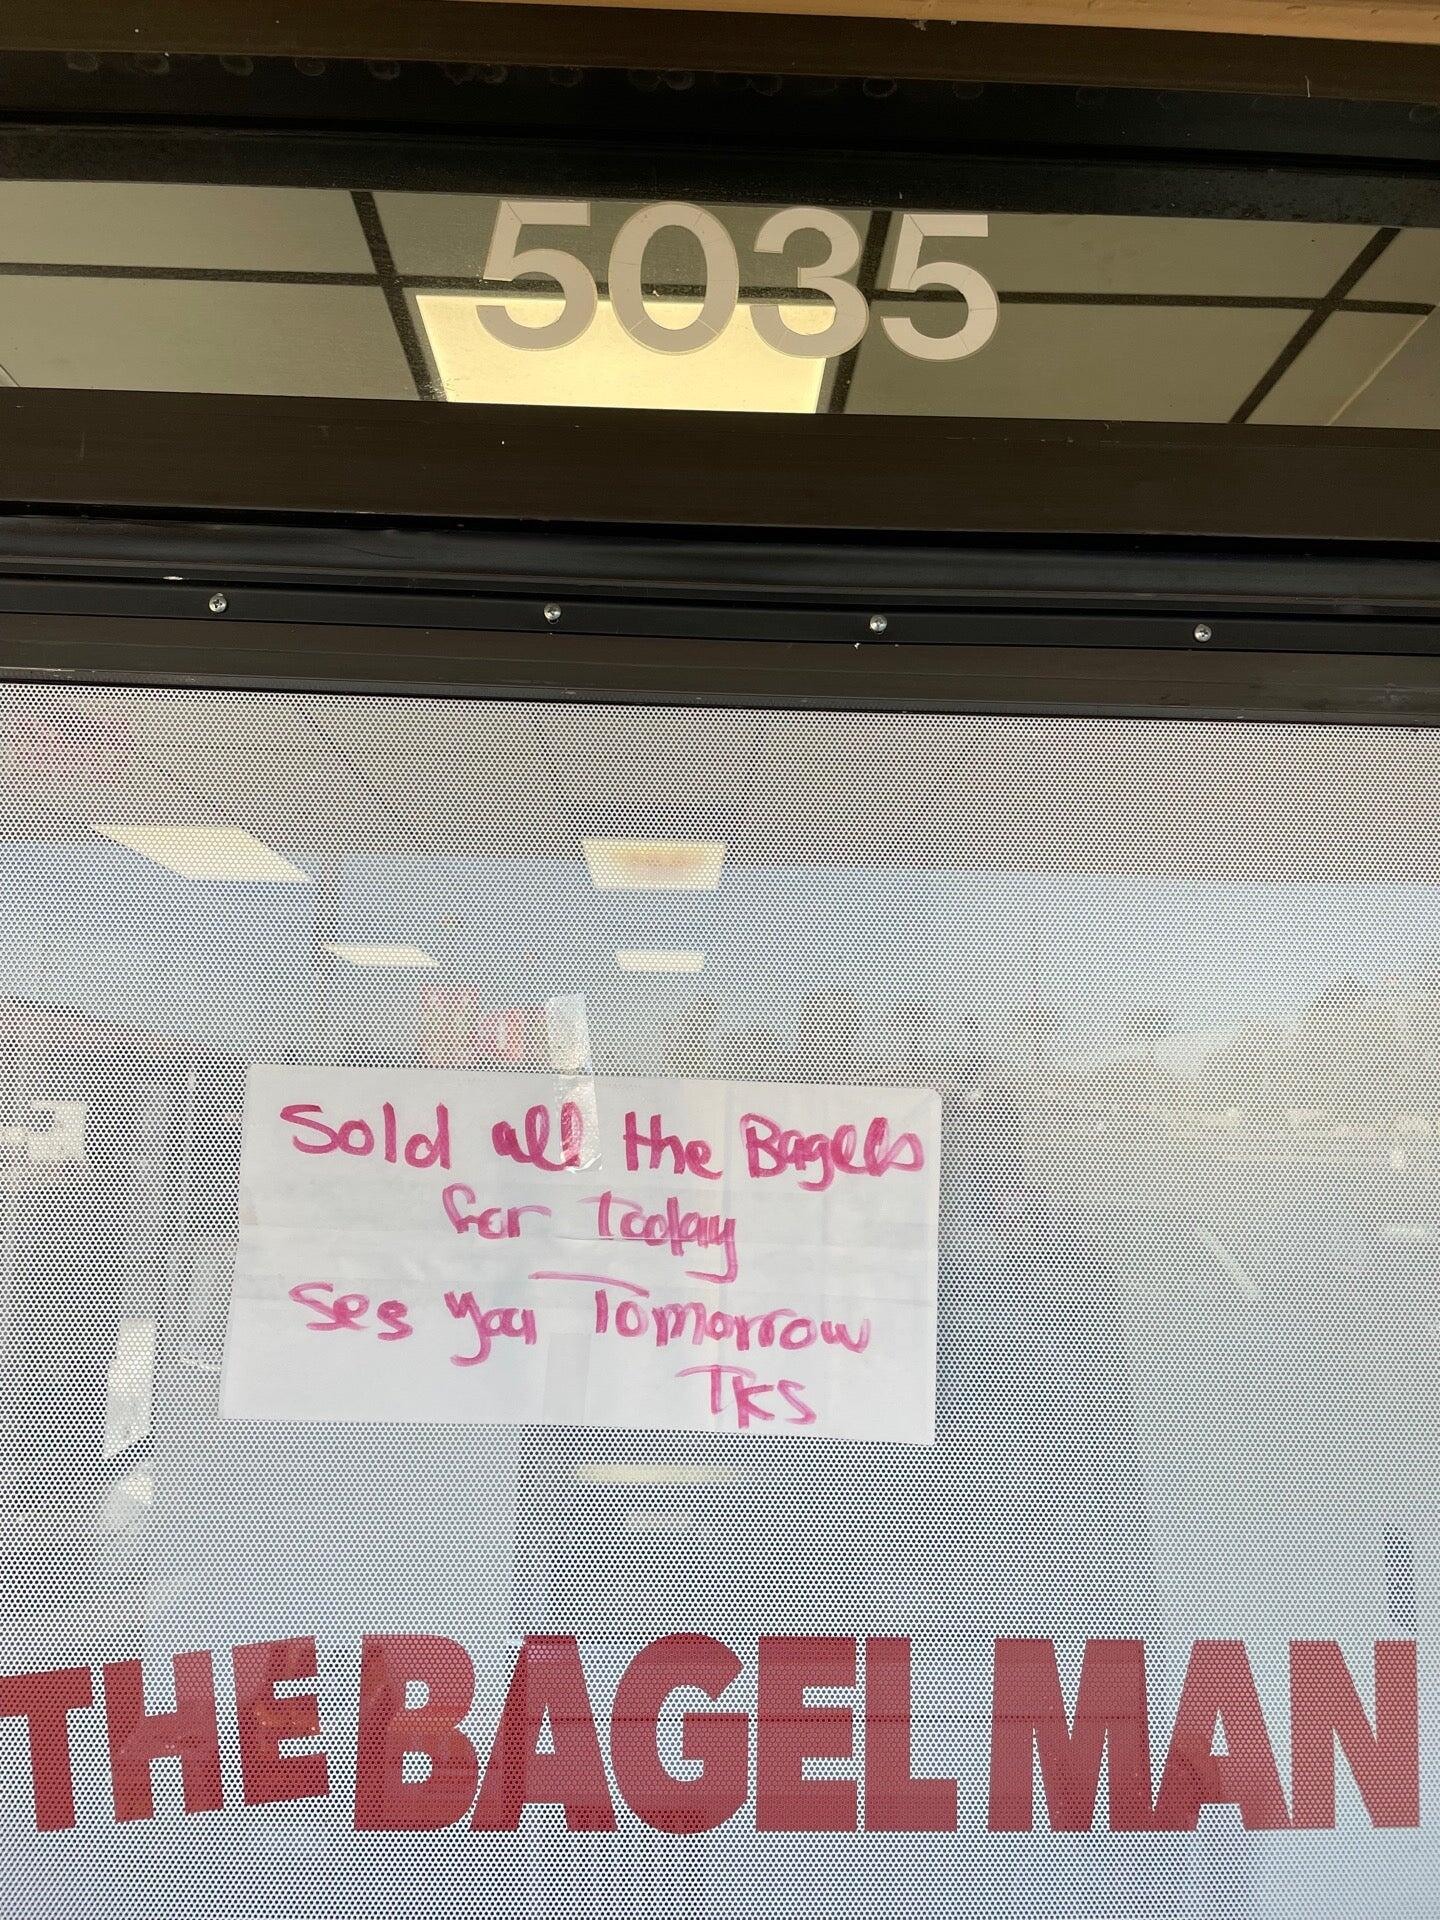 5035
Sold all the Bagels
for Today
See you Tomorrow
TKS
THE BAGEL MAN